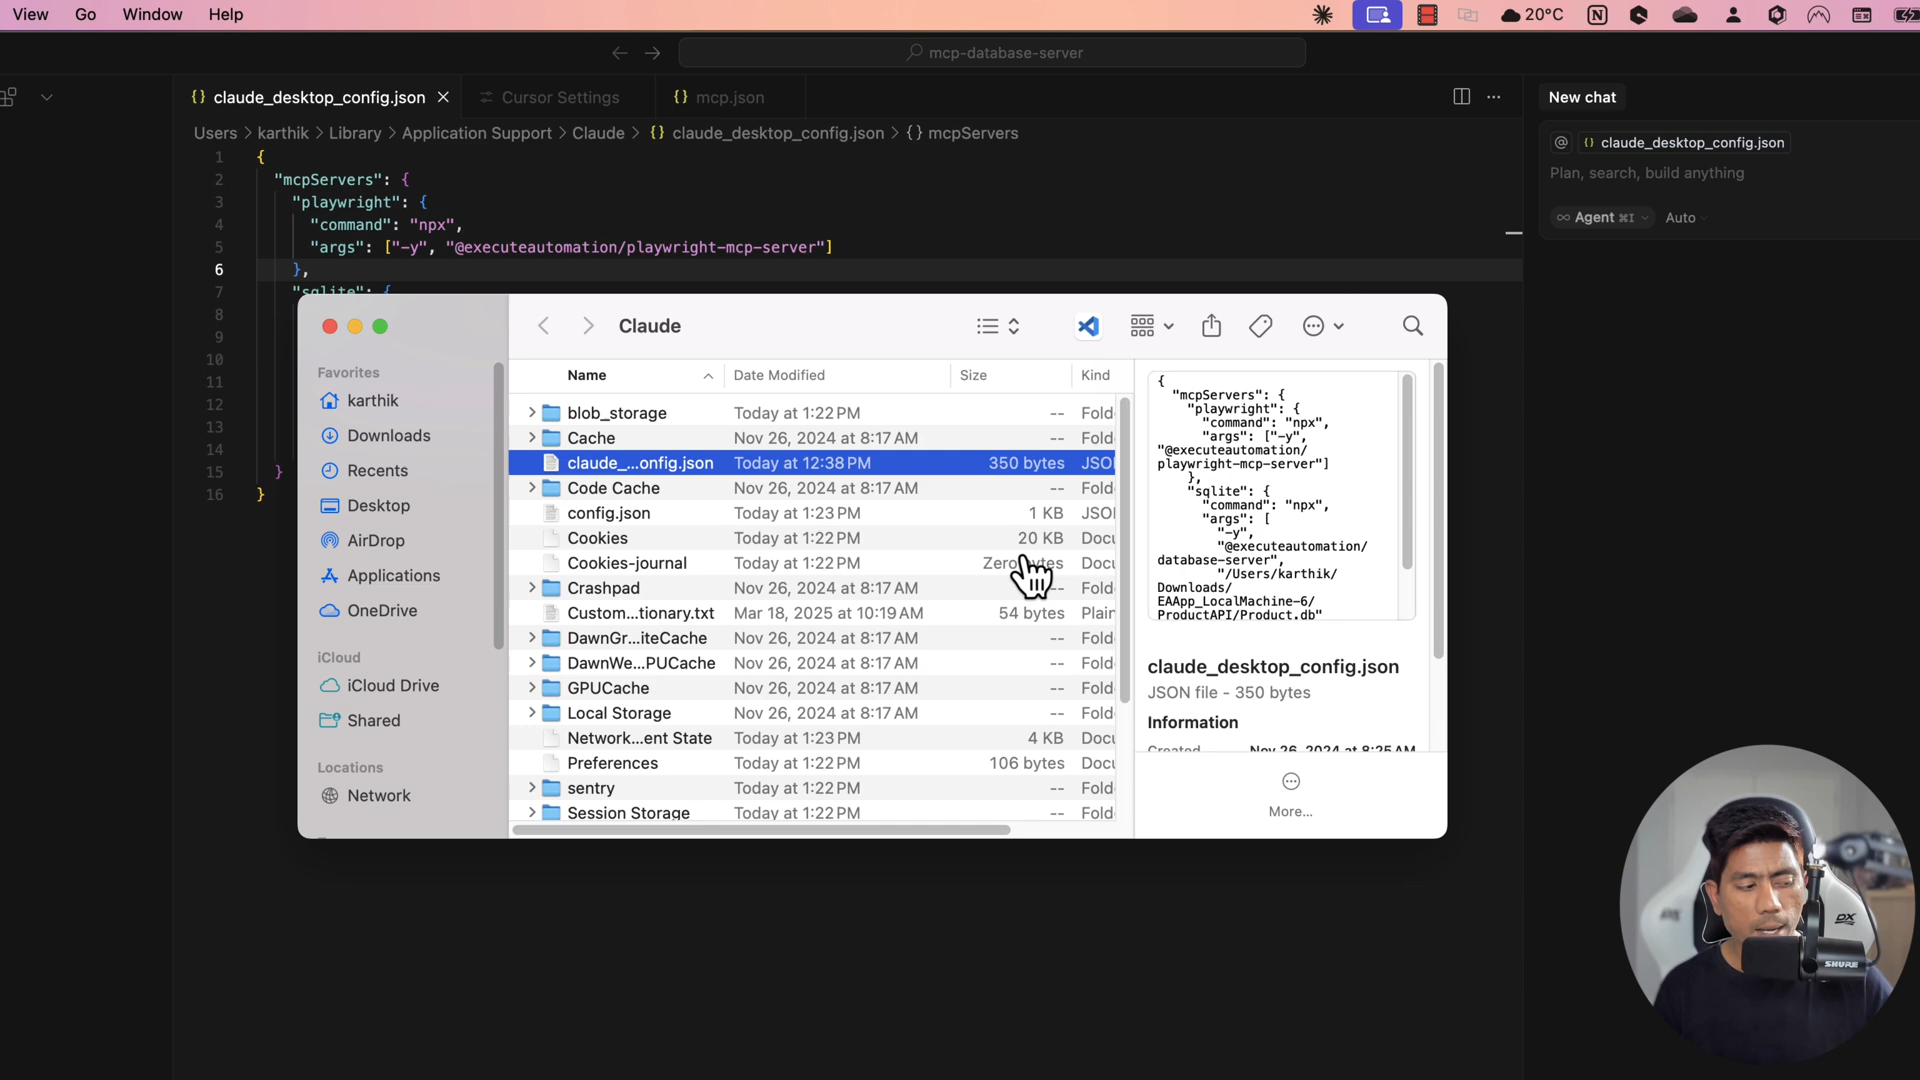 View Go Window Help 20°C
mcp-database-server
{} claude_desktop_config.json Cursor Settings {} mcp.json New chat
Users > karthik > Library > Application Support > Claude > {} claude_desktop_config.json > {} mcpServers
@ {} claude_desktop_config.json
Plan, search, build anything
Agent ⌘I Auto
1 {
2 "mcpServers": {
3 "playwright": {
4 "command": "npx",
5 "args": ["-y", "@executeautomation/playwright-mcp-server"]
6 },
7 "sqlite": {
8
9
10
11
12
13
14
15 }
16 }
Claude
Favorites
karthik
Downloads
Recents
Desktop
AirDrop
Applications
OneDrive
iCloud
iCloud Drive
Shared
Locations
Network
Name Date Modified Size Kind
blob_storage Today at 1:22 PM -- Fold
Cache Nov 26, 2024 at 8:17 AM -- Fold
claude_...onfig.json Today at 12:38 PM 350 bytes JSO
Code Cache Nov 26, 2024 at 8:17 AM -- Fold
config.json Today at 1:23 PM 1 KB JSO
Cookies Today at 1:22 PM 20 KB Docu
Cookies-journal Today at 1:22 PM Zero bytes Docu
Crashpad Nov 26, 2024 at 8:17 AM -- Fold
Custom...tionary.txt Mar 18, 2025 at 10:19 AM 54 bytes Plain
DawnGr...iteCache Nov 26, 2024 at 8:17 AM -- Fold
DawnWe...PUCache Nov 26, 2024 at 8:17 AM -- Fold
GPUCache Nov 26, 2024 at 8:17 AM -- Fold
Local Storage Nov 26, 2024 at 8:17 AM -- Fold
Network...ent State Today at 1:23 PM 4 KB Docu
Preferences Today at 1:22 PM 106 bytes Docu
sentry Today at 1:22 PM -- Fold
Session Storage Today at 1:22 PM -- Fold
{
"mcpServers": {
"playwright": {
"command": "npx",
"args": ["-y",
"@executeautomation/
playwright-mcp-server"]
},
"sqlite": {
"command": "npx",
"args": [
"-y",
"@executeautomation/
database-server",
"/Users/karthik/
Downloads/
EAApp_LocalMachine-6/
ProductAPI/Product.db"
claude_desktop_config.json
JSON file - 350 bytes
Information
Created Nov 26, 2024 at 8:25 AM
More...
DX
SHURE